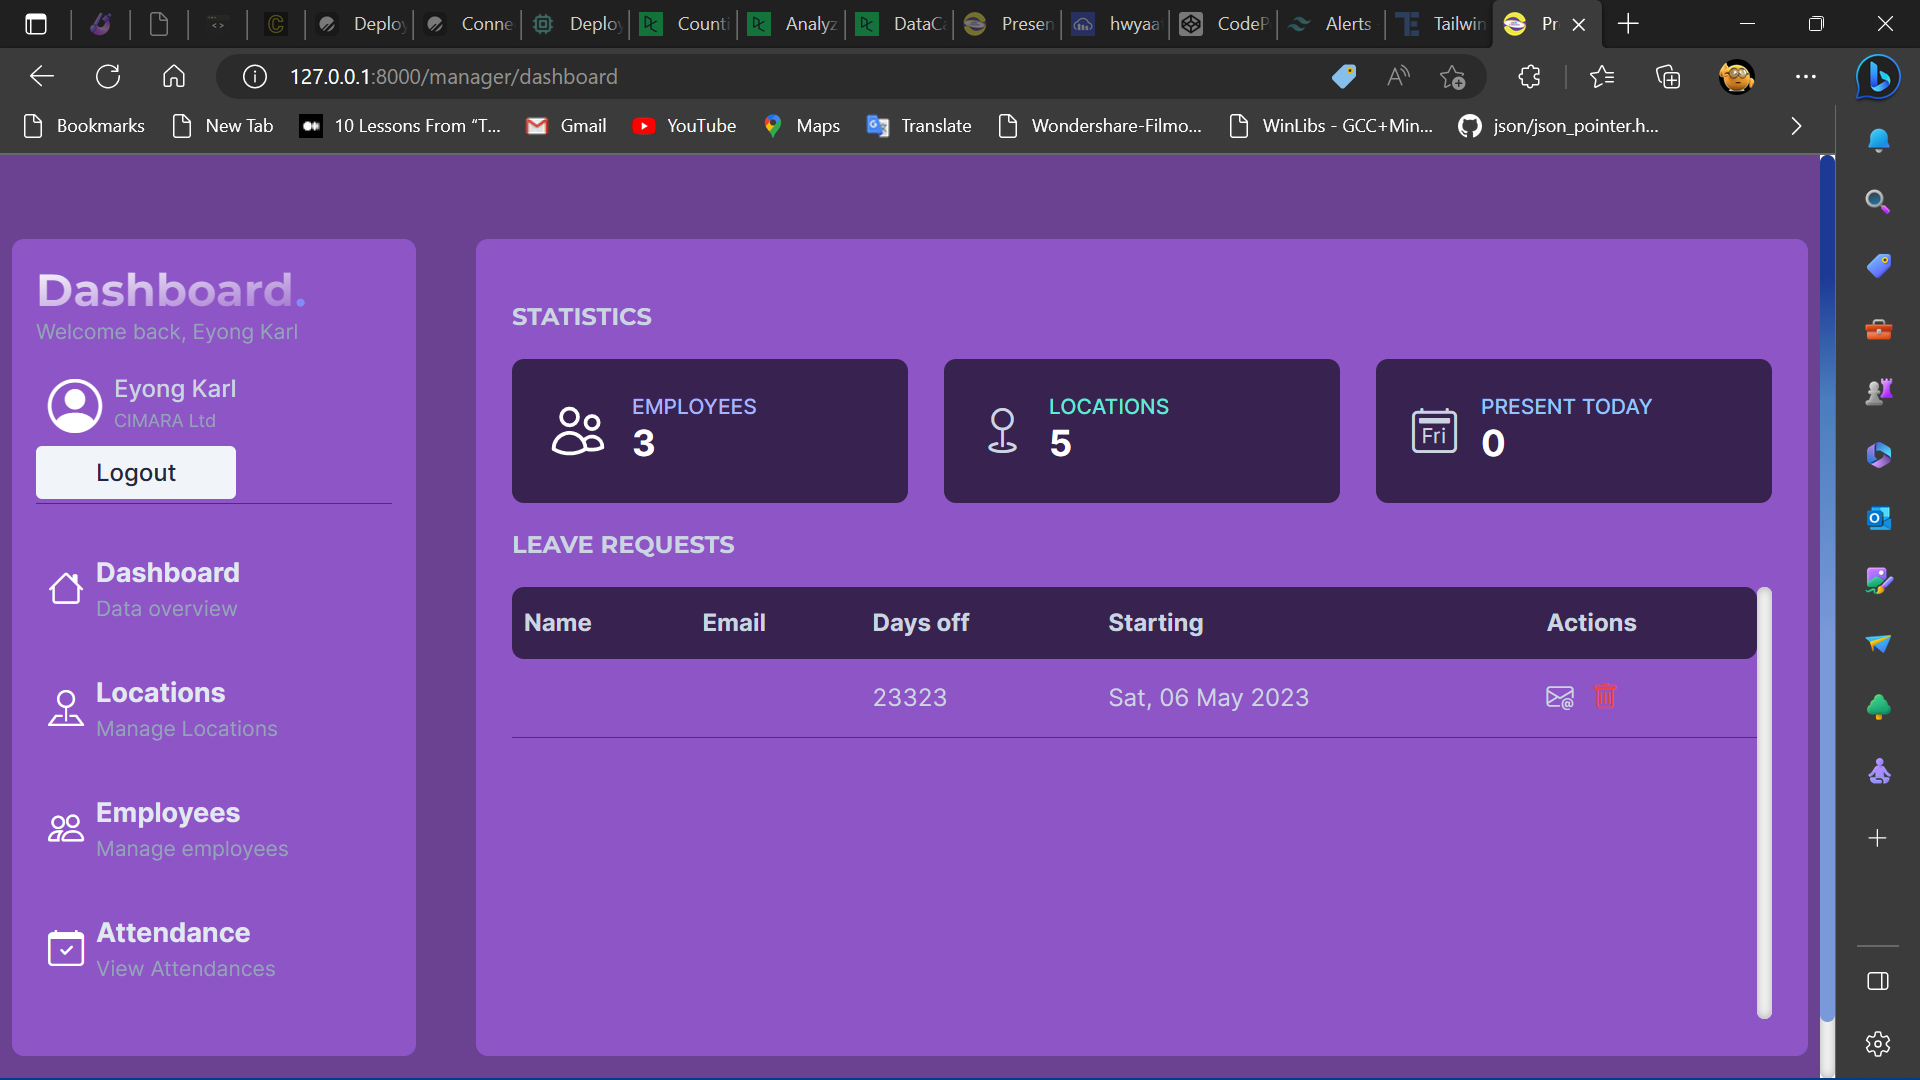 Deploy
Conne
Deploy
Counti
Analyz
DataCa
Presen
hwyaa
CodeP
Alerts
Tailwin
Pr
127.0.0.1:8000/manager/dashboard
Bookmarks
New Tab
10 Lessons From “T...
Gmail
YouTube
Maps
Translate
Wondershare-Filmo...
WinLibs - GCC+Min...
json/json_pointer.h...
Dashboard.
Welcome back, Eyong Karl
Eyong Karl
CIMARA Ltd
Logout
Dashboard
Data overview
Locations
Manage Locations
Employees
Manage employees
Attendance
View Attendances
STATISTICS
EMPLOYEES
3
LOCATIONS
5
Fri
PRESENT TODAY
0
LEAVE REQUESTS
Name Email Days off Starting Actions
23323 Sat, 06 May 2023